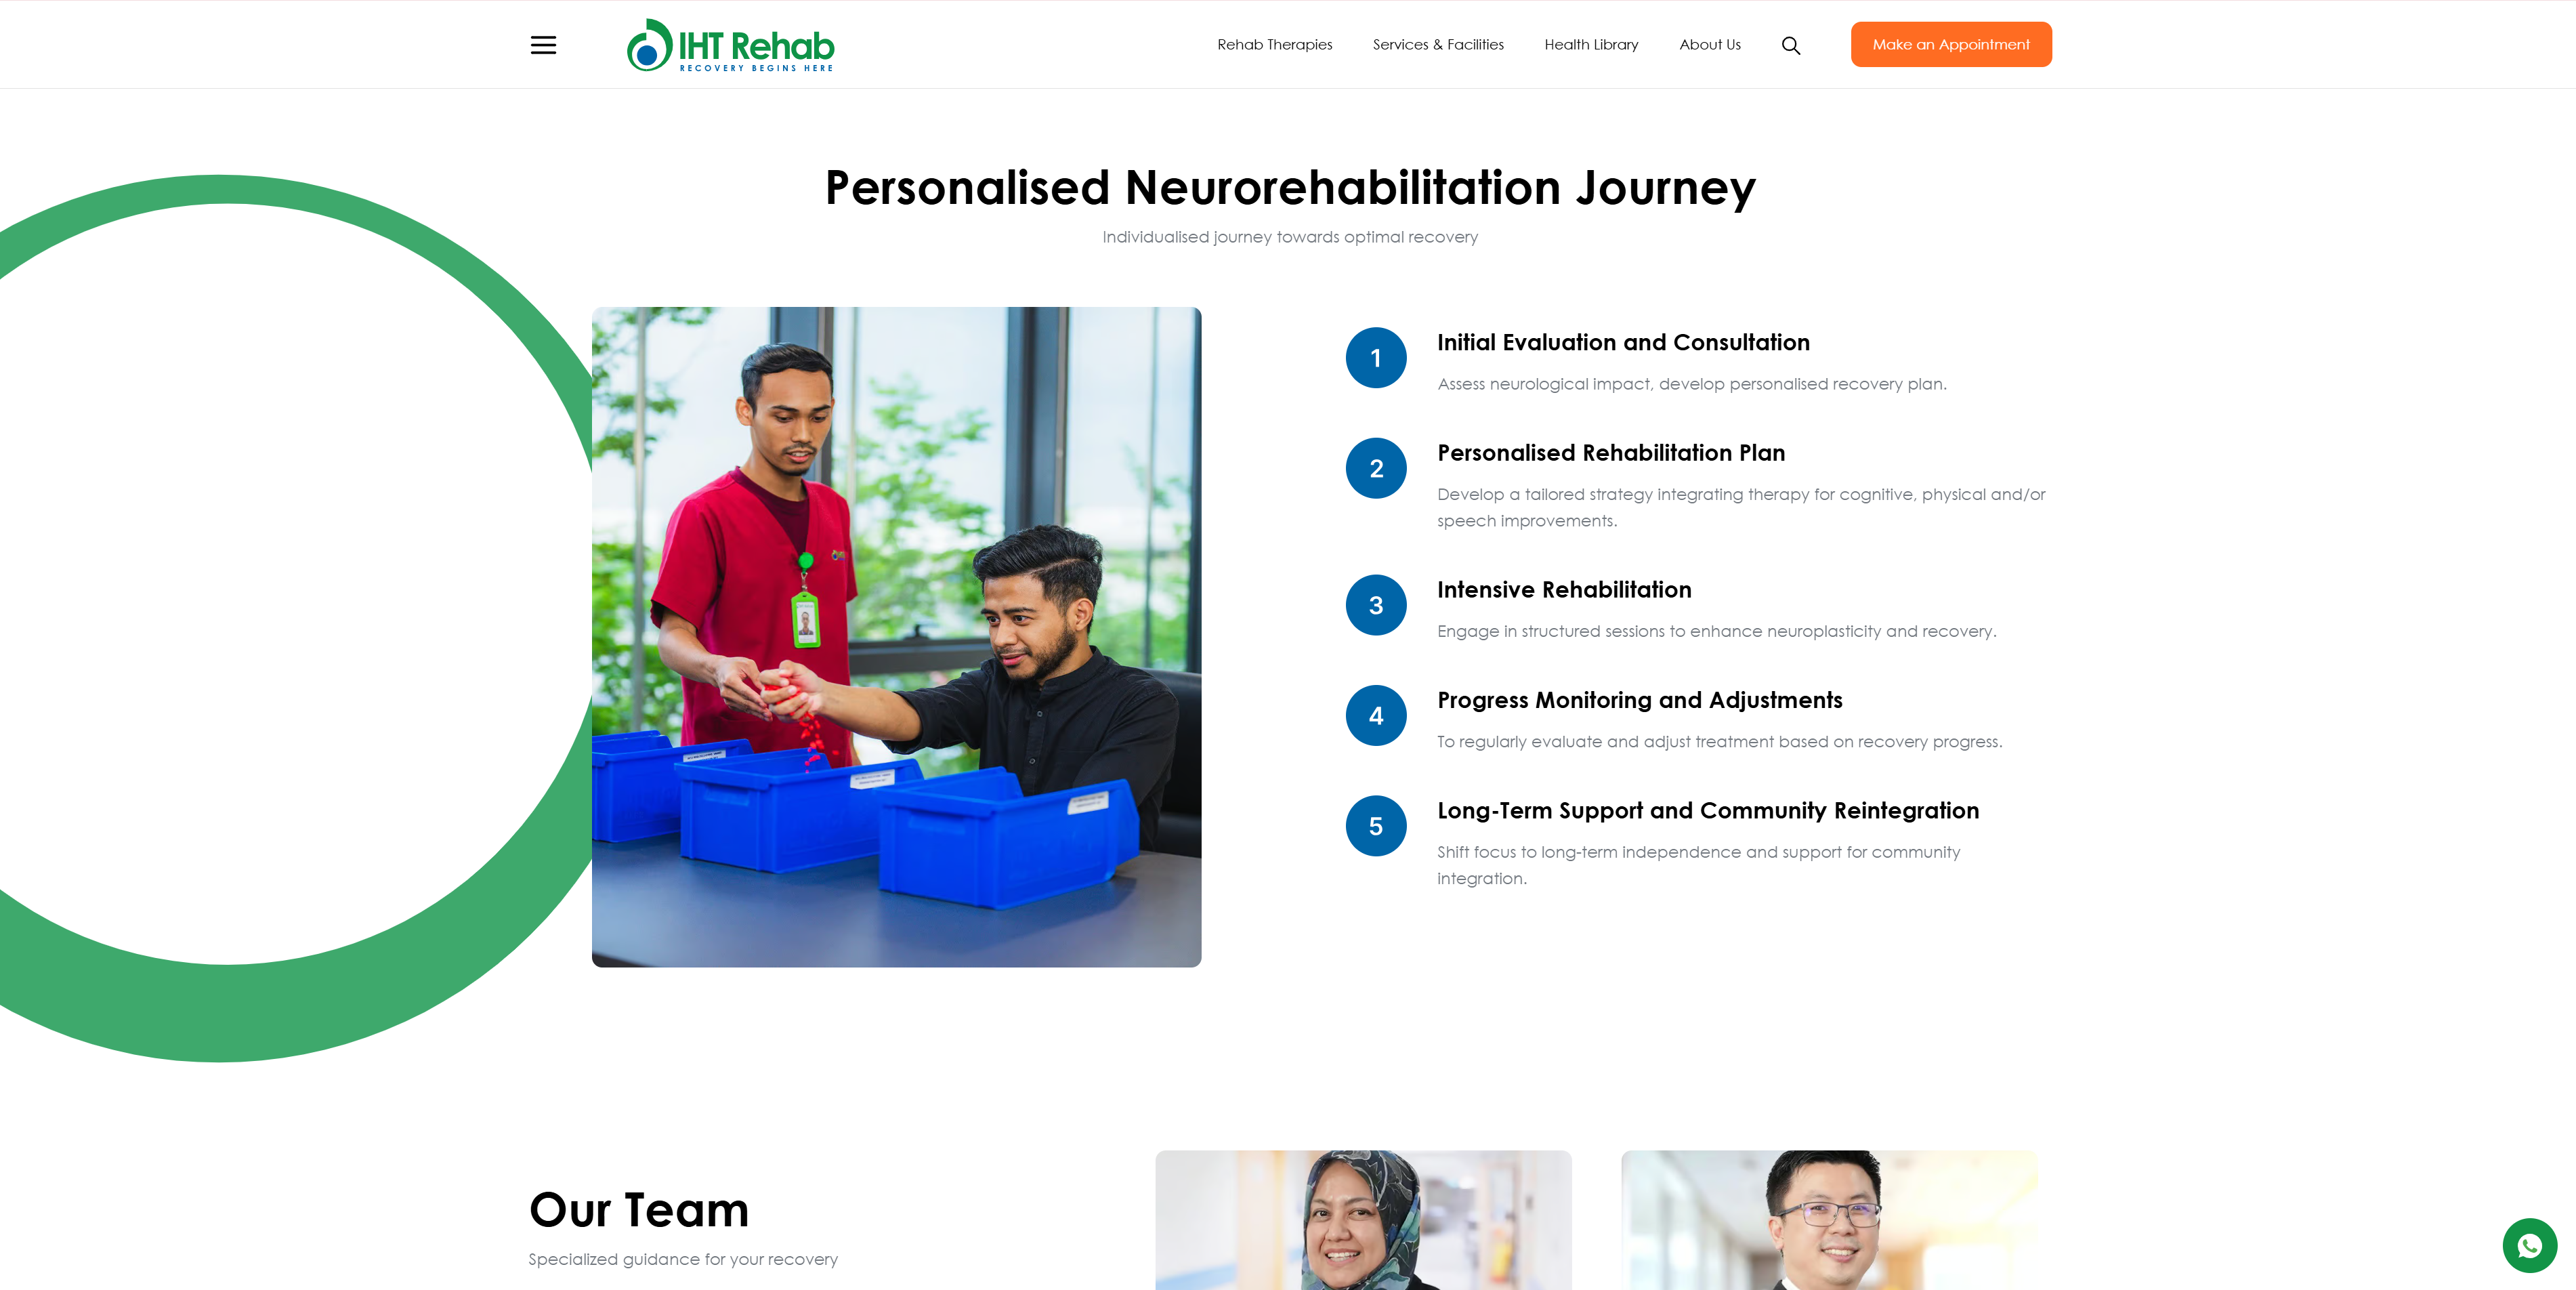 IHT Rehab
RECOVERY BEGINS HERE
Rehab Therapies
Services & Facilities
Health Library
About Us
Make an Appointment
Personalised Neurorehabilitation Journey
Individualised journey towards optimal recovery
1
Initial Evaluation and Consultation
Assess neurological impact, develop personalised recovery plan.
2
Personalised Rehabilitation Plan
Develop a tailored strategy integrating therapy for cognitive, physical and/or
speech improvements.
3
Intensive Rehabilitation
Engage in structured sessions to enhance neuroplasticity and recovery.
4
Progress Monitoring and Adjustments
To regularly evaluate and adjust treatment based on recovery progress.
5
Long-Term Support and Community Reintegration
Shift focus to long-term independence and support for community
integration.
Our Team
Specialized guidance for your recovery